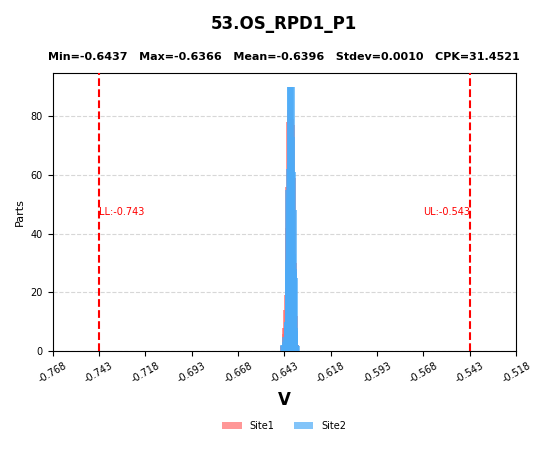 53.OS_RPD1_P1
Min=-0.6437 Max=-0.6366 Mean=-0.6396 Stdev=0.0010 CPK=31.4521
80
60
40
20
0
Parts
LL:-0.743
UL:-0.543
-0.768 -0.743 -0.718 -0.693 -0.668 -0.643 -0.618 -0.593 -0.568 -0.543 -0.518
V
Site1 Site2